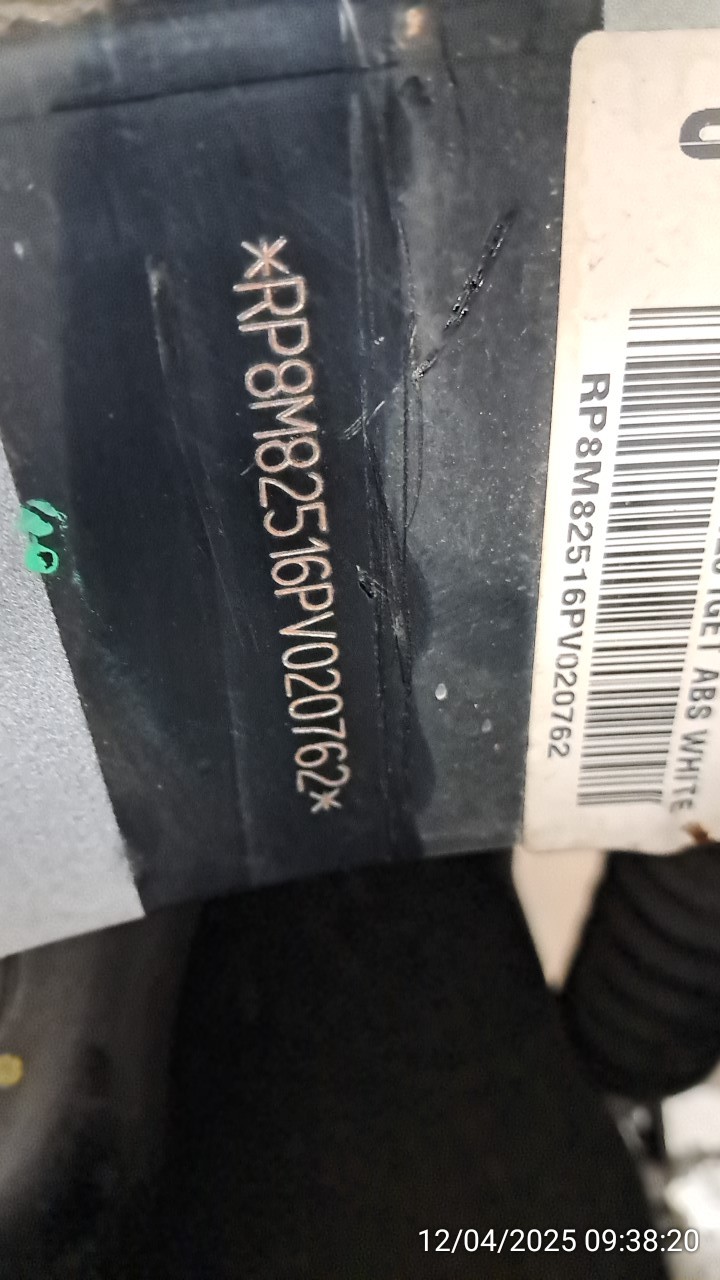 *RP8M82516PV020762*
RP8M82516PV020762
ABS WHITE
12/04/2025 09:38:20